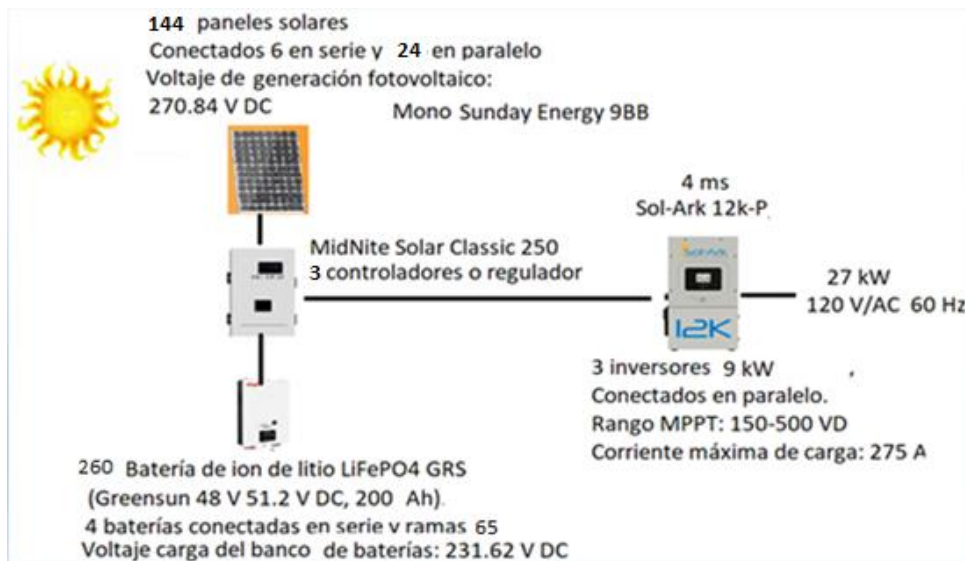 144 paneles solares
Conectados 6 en serie y 24 en paralelo
Voltaje de generación fotovoltaico:
270.84 V DC
Mono Sunday Energy 9BB
4 ms
Sol-Ark 12k-P
MidNite Solar Classic 250
3 controladores o regulador
27 kW
120 V/AC 60 Hz
12K
3 inversores 9 kW ,
Conectados en paralelo.
Rango MPPT: 150-500 VD
Corriente máxima de carga: 275 A
260 Batería de ion de litio LiFePO4 GRS
(Greensun 48 V 51.2 V DC, 200 Ah).
4 baterías conectadas en serie y ramas 65
Voltaje carga del banco de baterías: 231.62 V DC